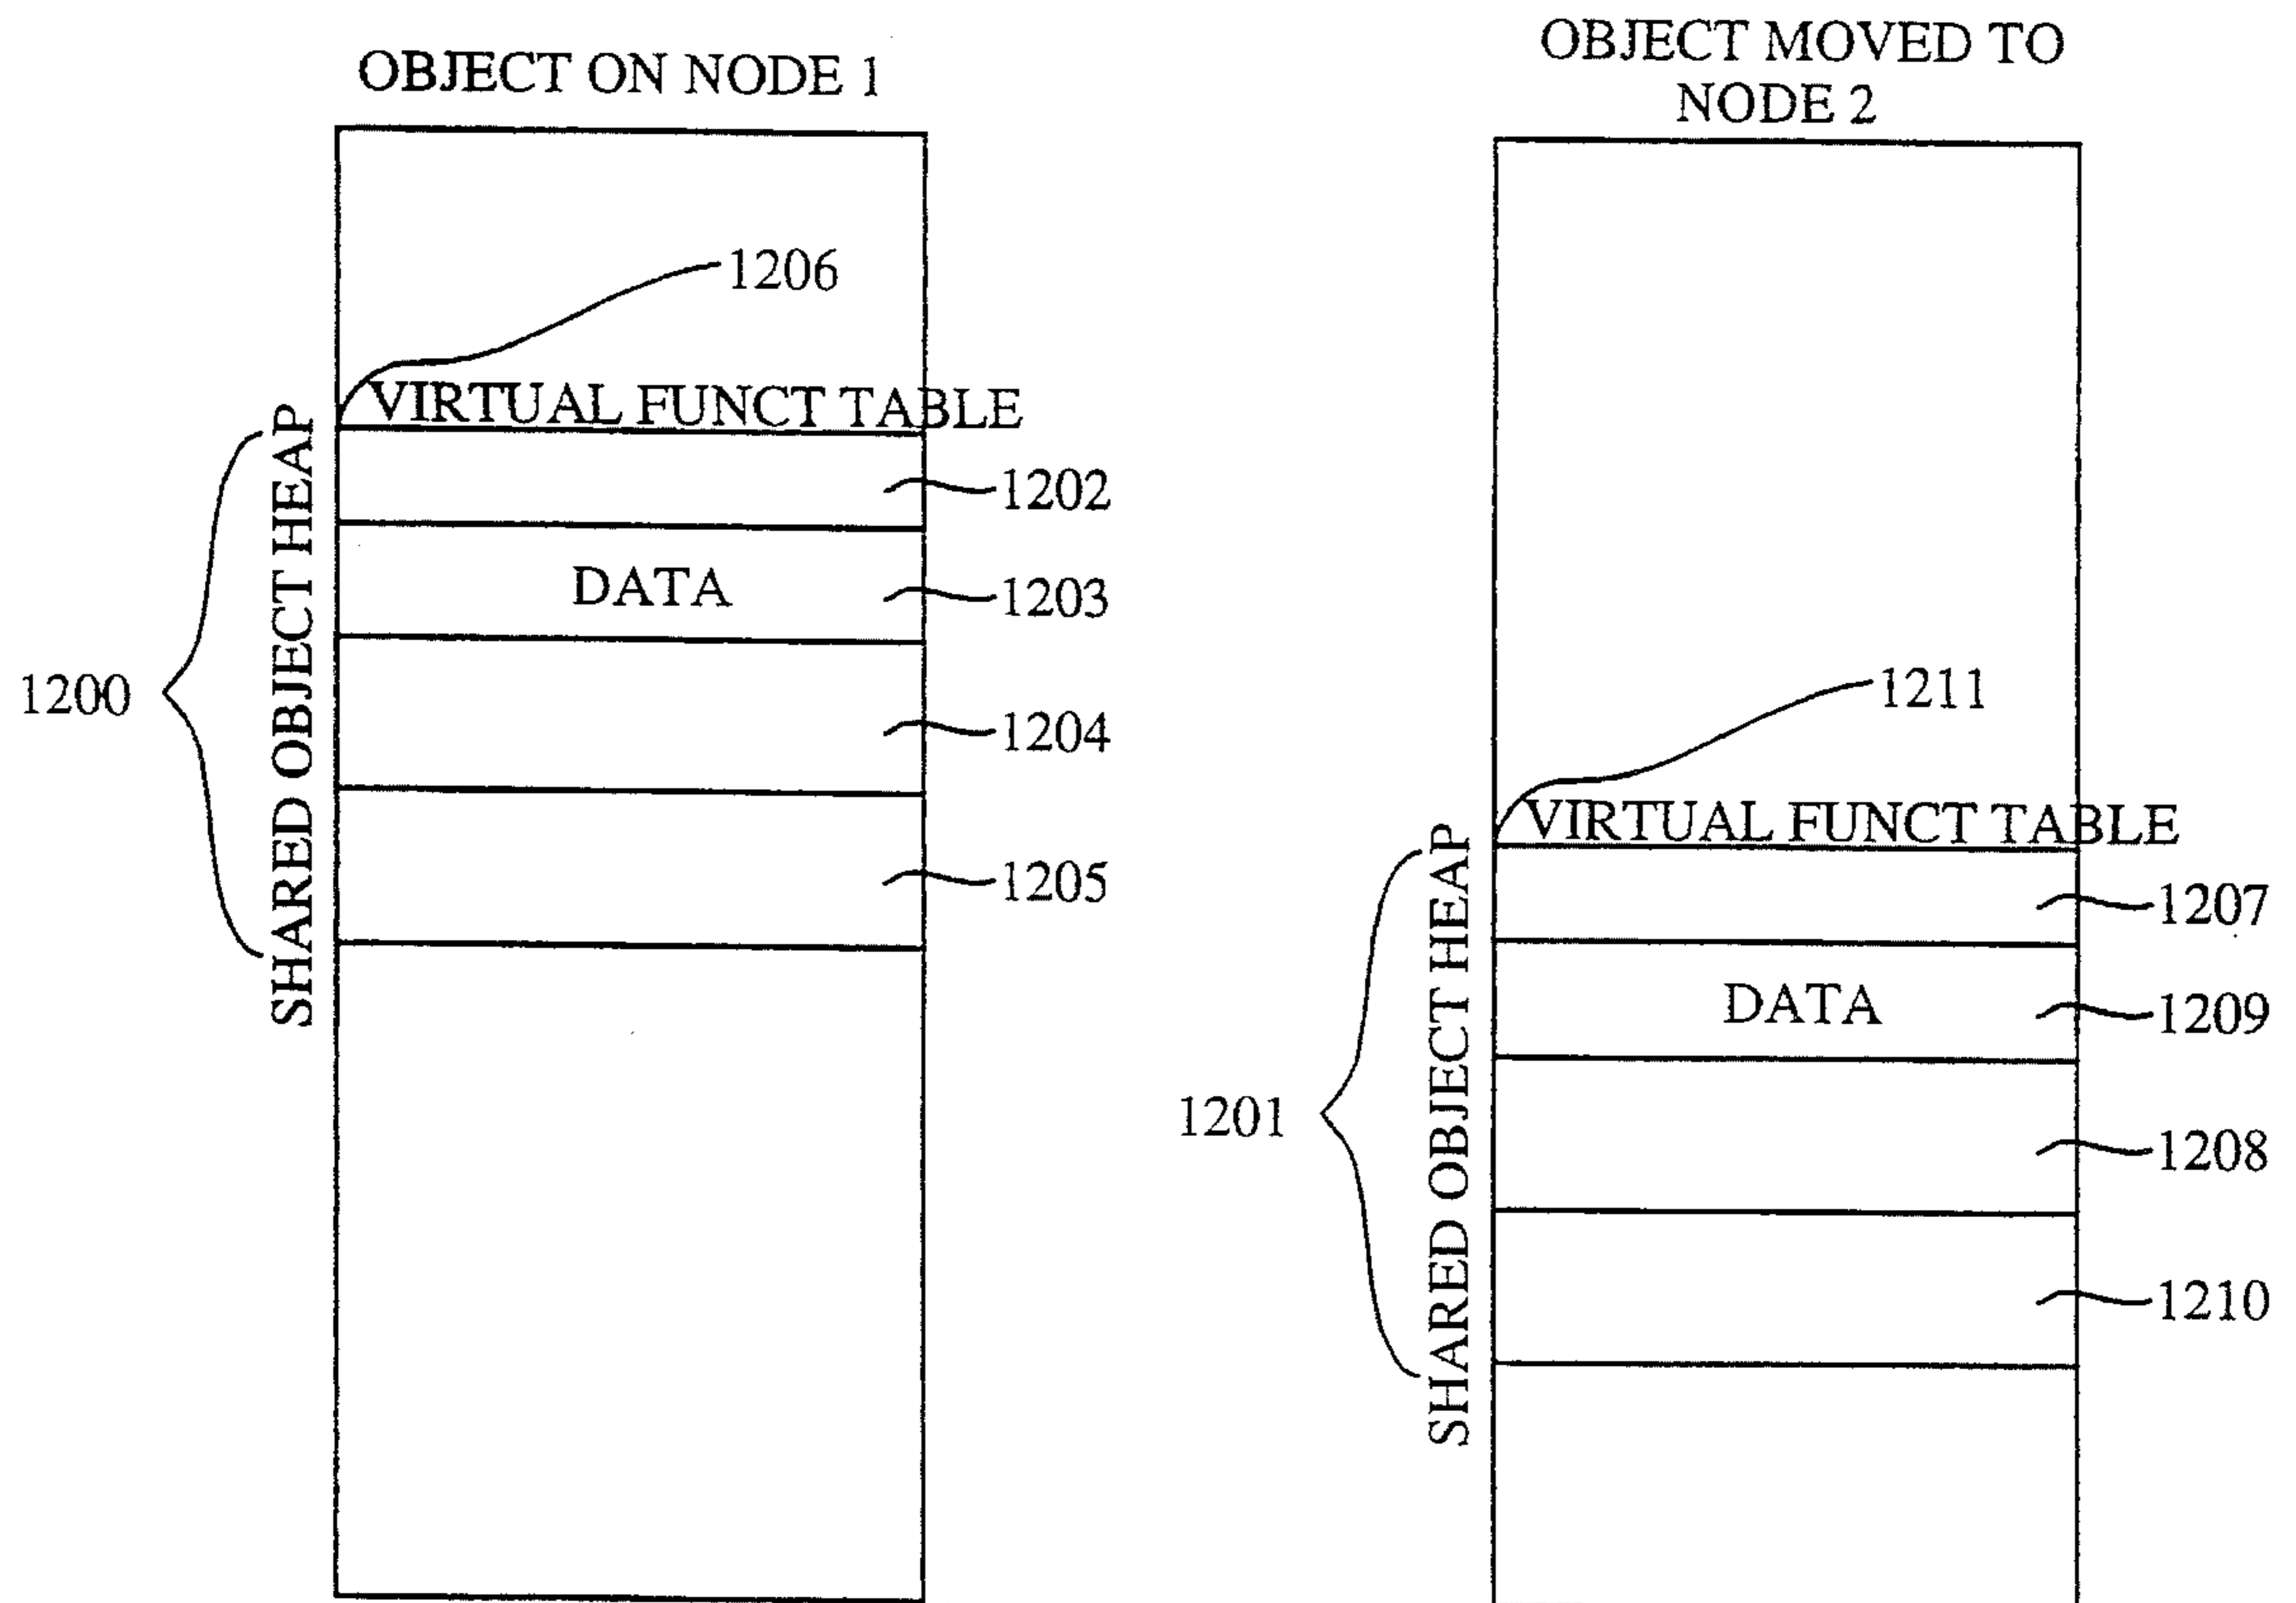 OBJECT ON NODE 1
1206
VIRTUAL FUNCT TABLE
1202
DATA
1203
1204
1205
1200
SHARED OBJECT HEAP
OBJECT MOVED TO
NODE 2
1211
VIRTUAL FUNCT TABLE
1207
DATA
1209
1208
1210
1201
SHARED OBJECT HEAP